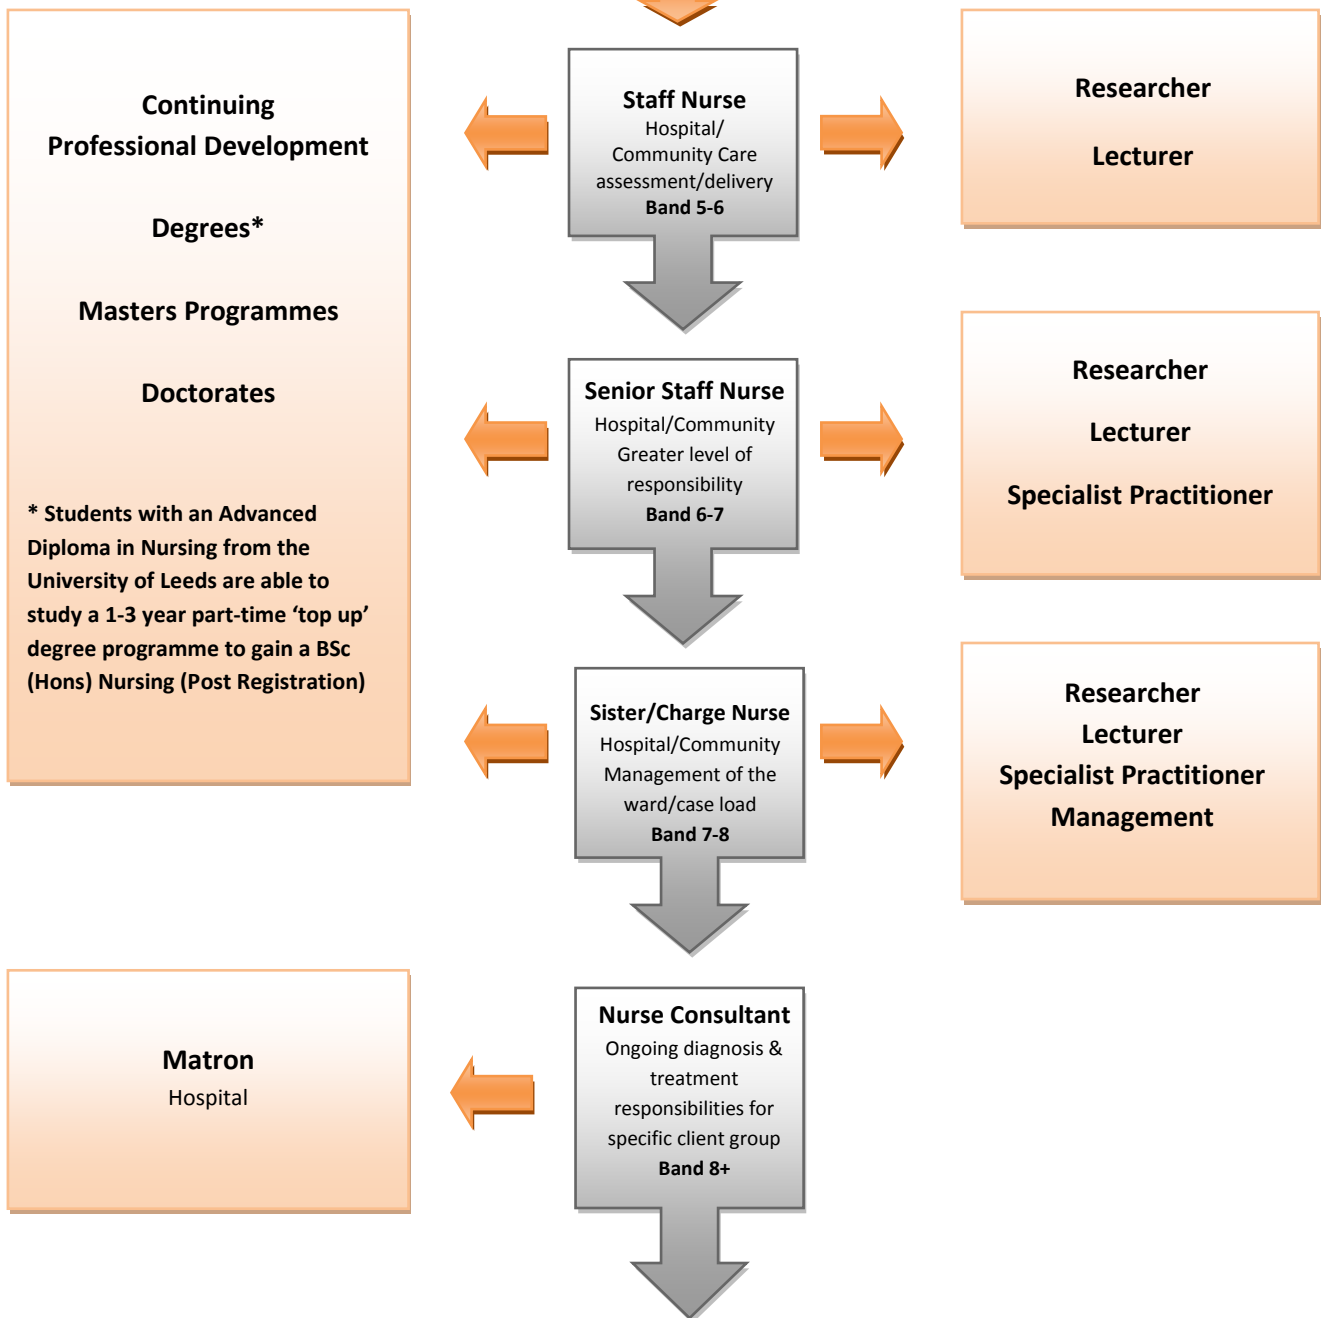 Continuing
Professional Development
Degrees*
Masters Programmes
Doctorates
* Students with an Advanced
Diploma in Nursing from the
University of Leeds are able to
study a 1-3 year part-time ‘top up’
degree programme to gain a BSc
(Hons) Nursing (Post Registration)
Staff Nurse
Hospital/
Community Care
assessment/delivery
Band 5-6
Researcher
Lecturer
Senior Staff Nurse
Hospital/Community
Greater level of
responsibility
Band 6-7
Researcher
Lecturer
Specialist Practitioner
Sister/Charge Nurse
Hospital/Community
Management of the
ward/case load
Band 7-8
Researcher
Lecturer
Specialist Practitioner
Management
Matron
Hospital
Nurse Consultant
Ongoing diagnosis &
treatment
responsibilities for
specific client group
Band 8+